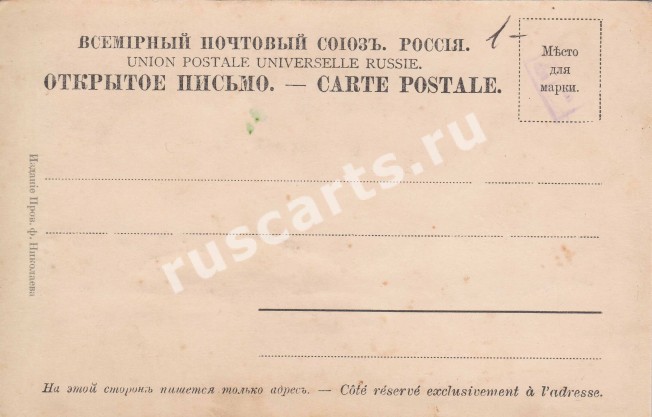 ВСЕМІРНЫЙ ПОЧТОВЫЙ СОЮЗЪ. РОССІЯ.
UNION POSTALE UNIVERSELLE RUSSIE.
ОТКРЫТОЕ ПИСЬМО. — CARTE POSTALE.
1-
Мѣсто
для
марки.
Изданіе Пров. Ф. Николаева
ruscarts.ru
На этой сторонѣ пишется только адресъ. — Côté réservé exclusivement à l'adresse.